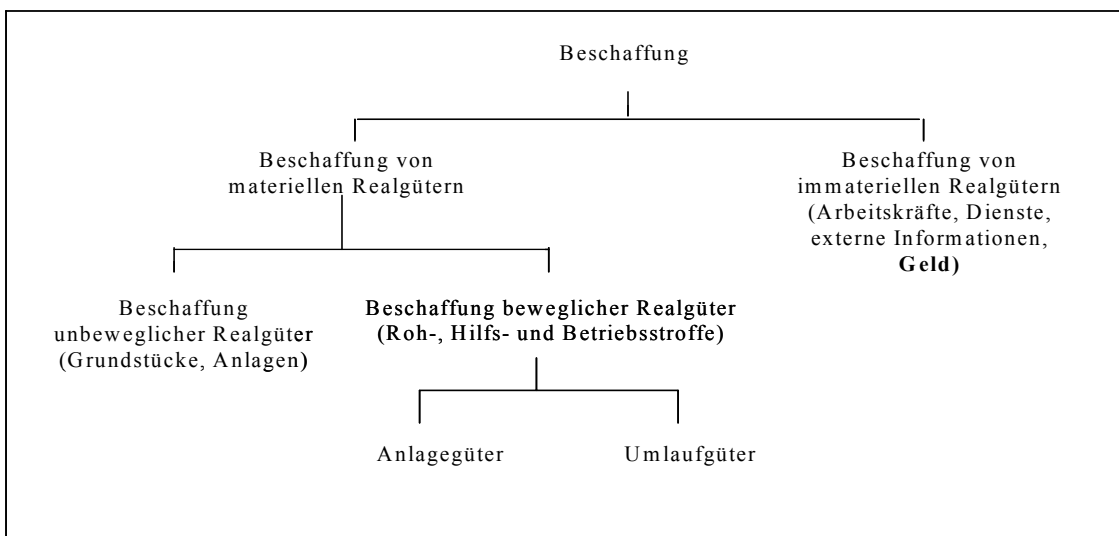 Beschaffung
Beschaffung von
materiellen Realgütern
Beschaffung von
immateriellen Realgütern
(Arbeitskräfte, Dienste,
externe Informationen,
Geld)
Beschaffung
unbeweglicher Realgüter
(Grundstücke, Anlagen)
Beschaffung beweglicher Realgüter
(Roh-, Hilfs- und Betriebsstroffe)
Anlagegüter
Umlaufgüter